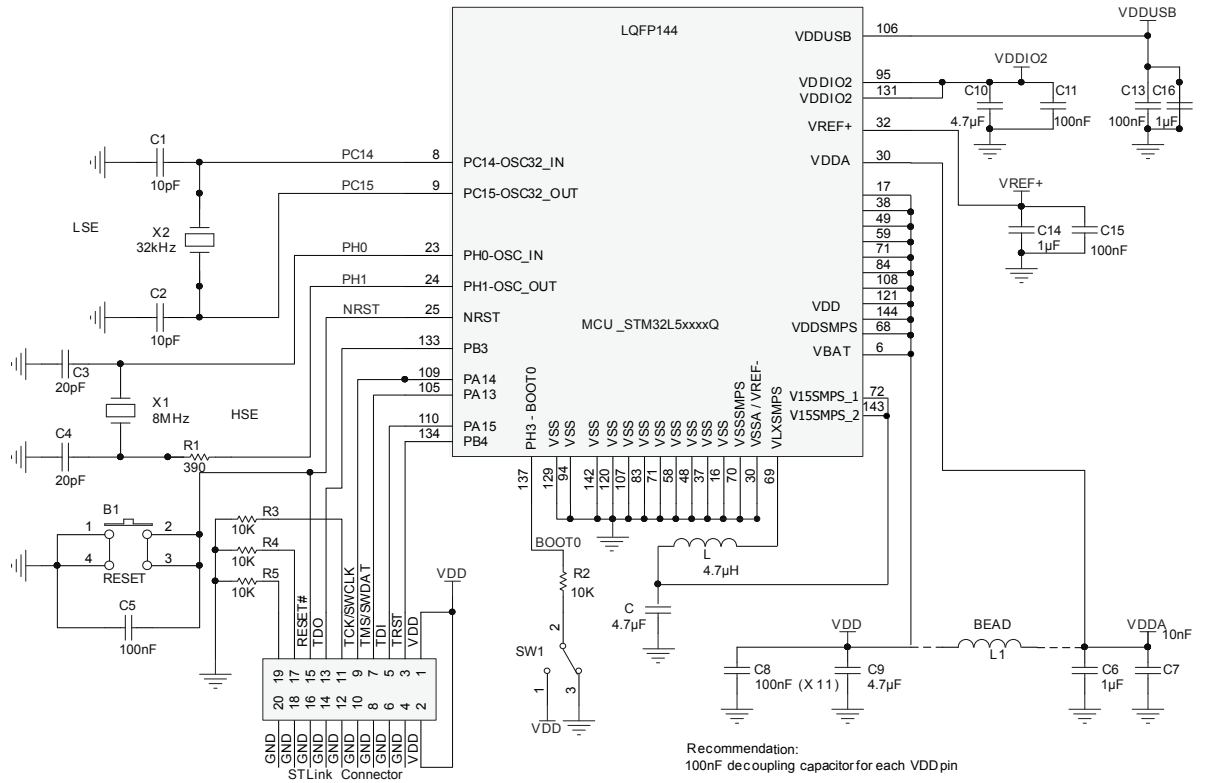 LQFP144
VDDUSB
VDDUSB
106
VDDIO2
95
VDDIO2
VDDIO2
131
C10
4.7µF
C11
100nF
C13
100nF
C16
1µF
VREF+
32
VDDA
30
C1
10pF
PC14
8
PC14-OSC32_IN
PC15
9
PC15-OSC32_OUT
LSE
X2
32kHz
C2
10pF
PH0
23
PH0-OSC_IN
PH1
24
PH1-OSC_OUT
NRST
25
NRST
133
PB3
109
PA14
105
PA13
110
PA15
134
PB4
17
38
49
59
71
84
108
121
VDD
144
VDDSMPS
68
VBAT
6
VREF+
C14
1µF
C15
100nF
MCU_STM32L5xxxxQ
V15SMPS_1
72
V15SMPS_2
143
C3
20pF
X1
8MHz
HSE
C4
20pF
R1
390
PH3 - BOOT0
VSS
VSS
VSS
VSS
VSS
VSS
VSS
VSS
VSS
VSS
VSS
VSSSMPS
VSSA / VREF-
VLXSMPS
137
129
94
142
120
107
83
71
58
48
37
16
70
30
69
B1
1
2
4
3
RESET
C5
100nF
R3
10K
R4
10K
R5
10K
BOOT0
R2
10K
L
4.7µH
C
4.7µF
2
SW1
1
3
VDD
VDD
RESET#
TDO
TCK/SWCLK
TMS/SWDAT
TDI
TRST
VDD
19
17
15
13
11
9
7
5
3
1
20
18
16
14
12
10
8
6
4
2
GND
GND
GND
GND
GND
GND
GND
GND
VDD
STLink Connector
VDD
C8
100nF (X 11)
C9
4.7µF
BEAD
L1
VDDA
10nF
C6
1µF
C7
Recommendation:
100nF decoupling capacitor for each VDD pin